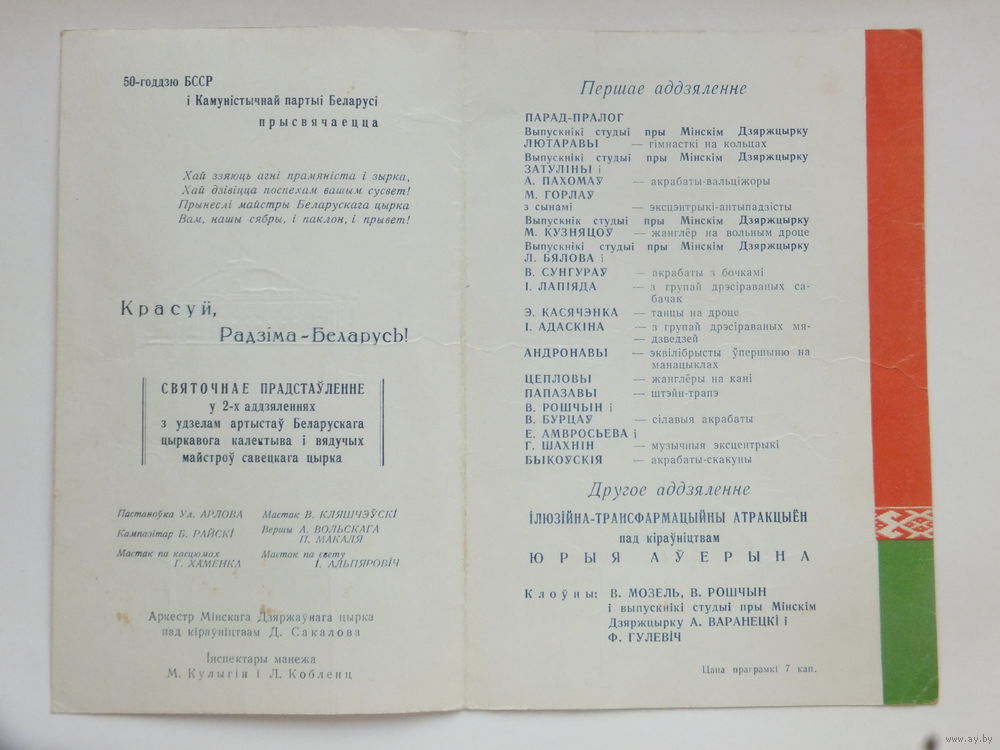 50-годдзю БССР
і Камуністычнай партыі Беларусі
прысвячаецца
Хай ззяюць агні прамяніста і зырка,
Хай дзівіцца поспехам вашым сусвет!
Прынеслі майстры Беларускага цырка
Вам, нашы сябры, і паклон, і прывет!
Красуй,
Радзіма-Беларусь!
СВЯТОЧНАЕ ПРАДСТАЎЛЕННЕ
у 2-х аддзяленнях
з удзелам артыстаў Беларускага
цыркавога калектыва і вядучых
майстроў савецкага цырка
Пастаноўка Ул. АРЛОВА
Кампазітар Б. РАЙСКІ
Мастак па касцюмах
Г. ХАМЕНКА
Мастак В. КЛЯШЧЭЎСКІ
Вершы А. ВОЛЬСКАГА
П. МАКАЛЯ
Мастак па свету
І. АЛЬПЯРОВІЧ
Аркестр Мінскага Дзяржаўнага цырка
пад кіраўніцтвам Д. Сакалова
Інспектары манежа
М. Кулыгія і Л. Кобленц
Першае аддзяленне
ПАРАД-ПРАЛОГ
Выпускнікі студыі пры Мінскім Дзяржцырку
ЛЮТАРАВЫ — гімнасткі на кольцах
Выпускнікі студыі пры Мінскім Дзяржцырку
ЗАТУЛІНЫ і
А. ПАХОМАЎ — акрабаты-вальціжоры
М. ГОРЛАЎ
з сынамі — эксцэнтрыкі-антыпадзісты
Выпускнік студыі пры Мінскім Дзяржцырку
М. КУЗНЯЦОЎ — жанглёр на вольным дроце
Выпускнікі студыі пры Мінскім Дзяржцырку
Л. БЯЛОВА і
В. СУНГУРАЎ — акрабаты з бочкамі
І. ЛАПІЯДА — з групай дрэсіраваных са-
бачак
Э. КАСЯЧЭНКА — танцы на дроце
І. АДАСКІНА — з групай дрэсіраваных мя-
— дзведзей
АНДРОНАВЫ — эквілібрысты ўпершыню на
манацыклах
ЦЕПЛОВЫ — жанглёры на кані
ПАПАЗАВЫ — штэйн-трапэ
В. РОШЧЫН і
В. БУРЦАЎ — сілавыя акрабаты
Е. АМВРОСЬЕВА і
Г. ШАХНІН — музычныя эксцентрыкі
БЫКОЎСКІЯ — акрабаты-скакуны
Другое аддзяленне
ІЛЮЗІЙНА-ТРАНСФАРМАЦЫЙНЫ АТРАКЦЫЁН
пад кіраўніцтвам
ЮРЫЯ АЎЕРЫНА
Клоўны: В. МОЗЕЛЬ, В. РОШЧЫН
і выпускнікі студыі пры Мінскім
Дзяржцырку А. ВАРАНЕЦКІ і
Ф. ГУЛЕВІЧ
Цана праграмкі 7 кап.
www.ay.by